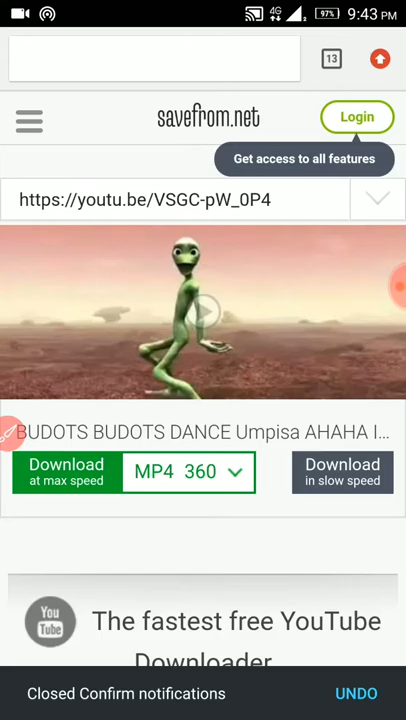 4G 97% 9:43 PM
13
savefrom.net
Login
Get access to all features
https://youtu.be/VSGC-pW_0P4
BUDOTS BUDOTS DANCE Umpisa AHAHA I...
Download
at max speed
MP4 360
Download
in slow speed
You
Tube
The fastest free YouTube
Downloader
Closed Confirm notifications
UNDO